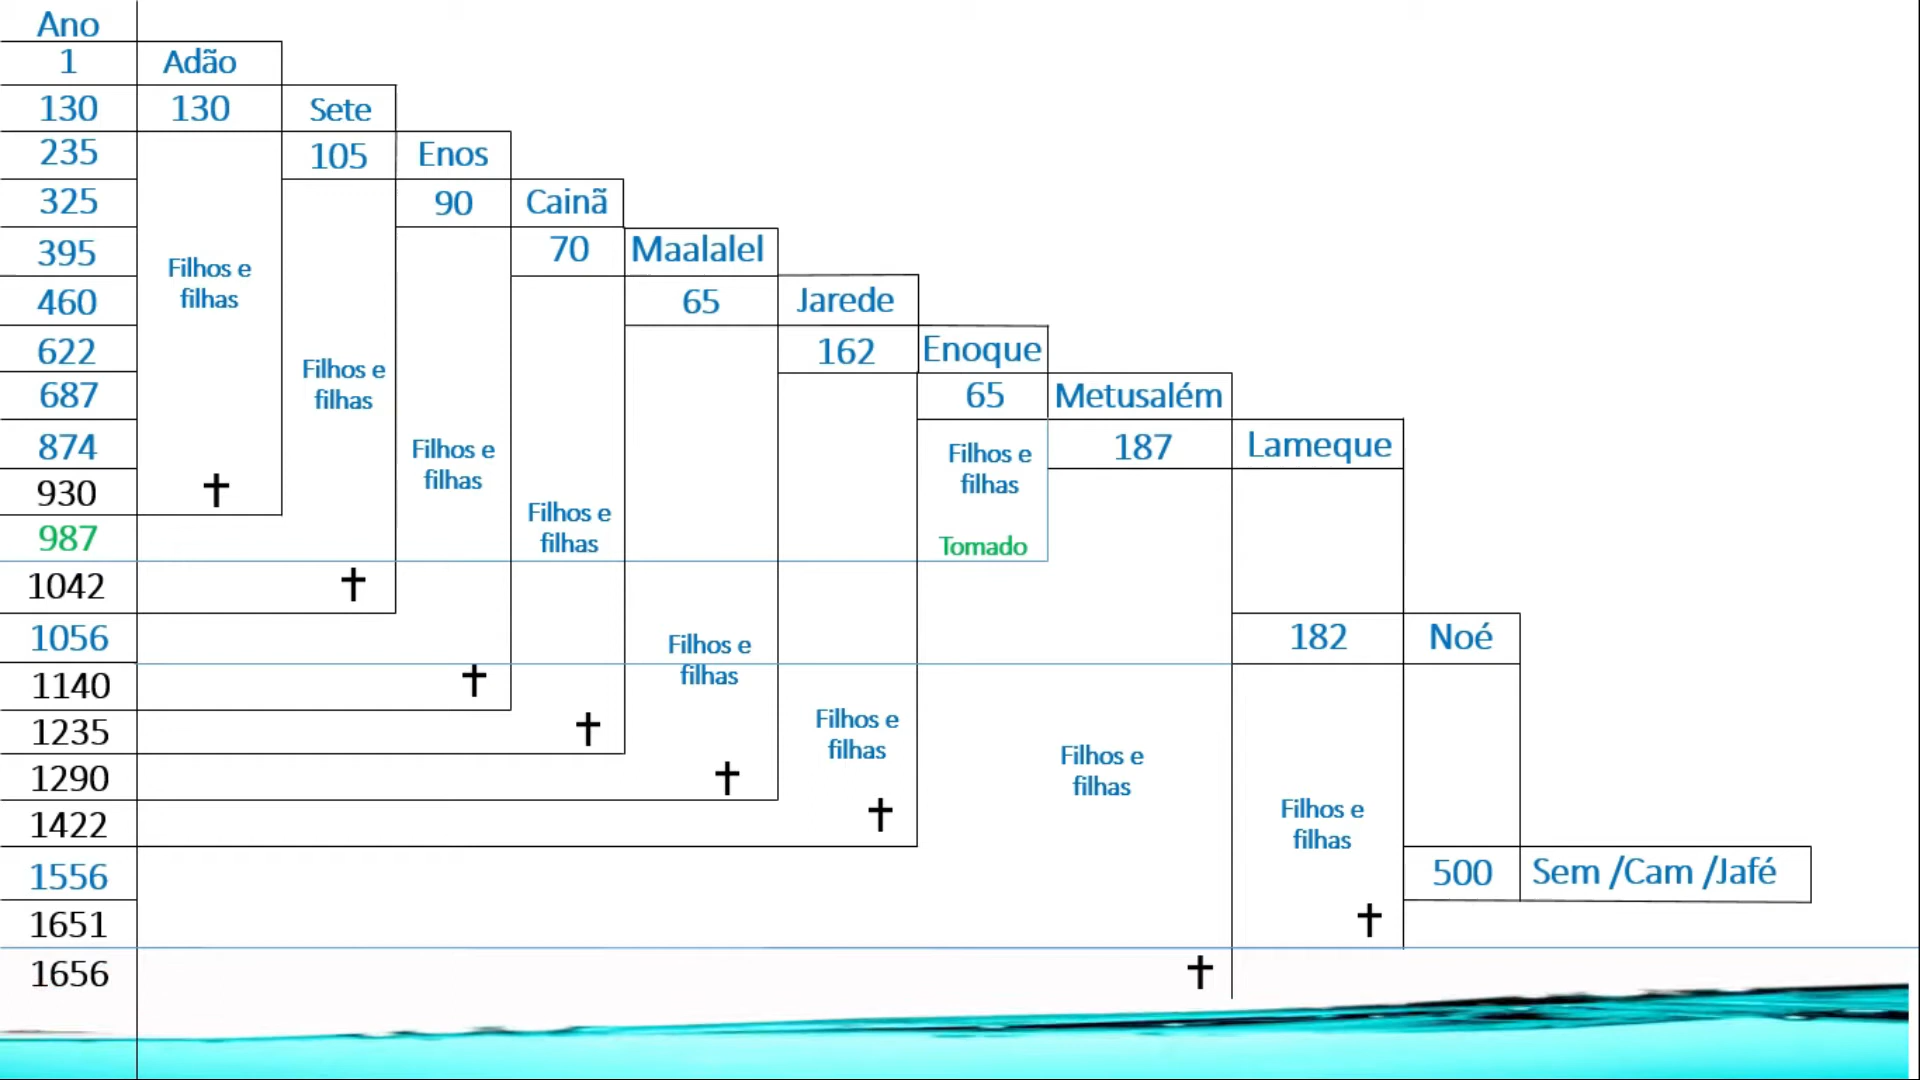 Ano
1 Adão
130 130 Sete
235 105 Enos
325 90 Cainã
395 70 Maalalel
460 65 Jarede
622 162 Enoque
687 65 Metusalém
874 187 Lameque
930
987
1042
1056 182 Noé
1140
1235
1290
1422
1556 500 Sem /Cam /Jafé
1651
1656
Filhos e
filhas
Filhos e
filhas
Filhos e
filhas
Filhos e
filhas
Filhos e
filhas
Filhos e
filhas
Filhos e
filhas
Tomado
Filhos e
filhas
Filhos e
filhas